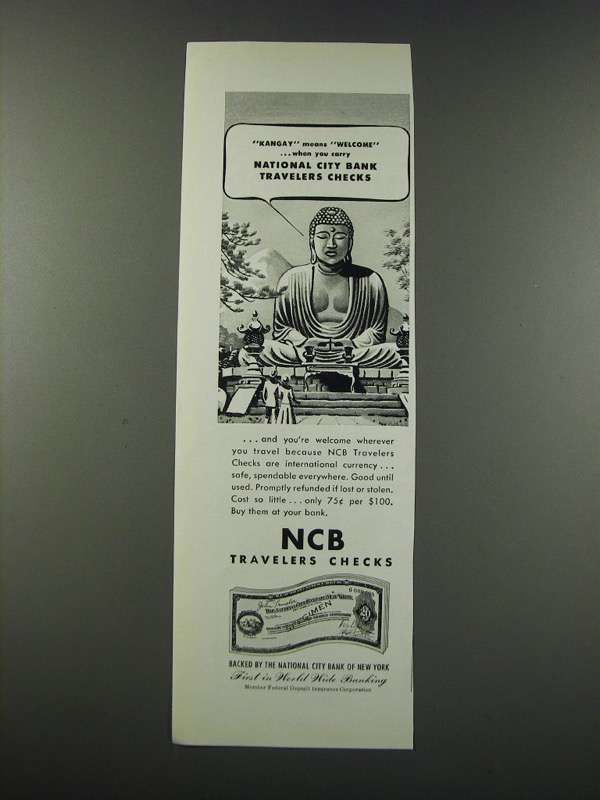 "KANGAY" means "WELCOME"
...when you carry
NATIONAL CITY BANK
TRAVELERS CHECKS
...and you're welcome wherever
you travel because NCB Travelers
Checks are international currency...
safe, spendable everywhere. Good until
used. Promptly refunded if lost or stolen.
Cost so little...only 75¢ per $100.
Buy them at your bank.
NCB
TRAVELERS CHECKS
SPECIMEN
BACKED BY THE NATIONAL CITY BANK OF NEW YORK
First in World Wide Banking
Member Federal Deposit Insurance Corporation